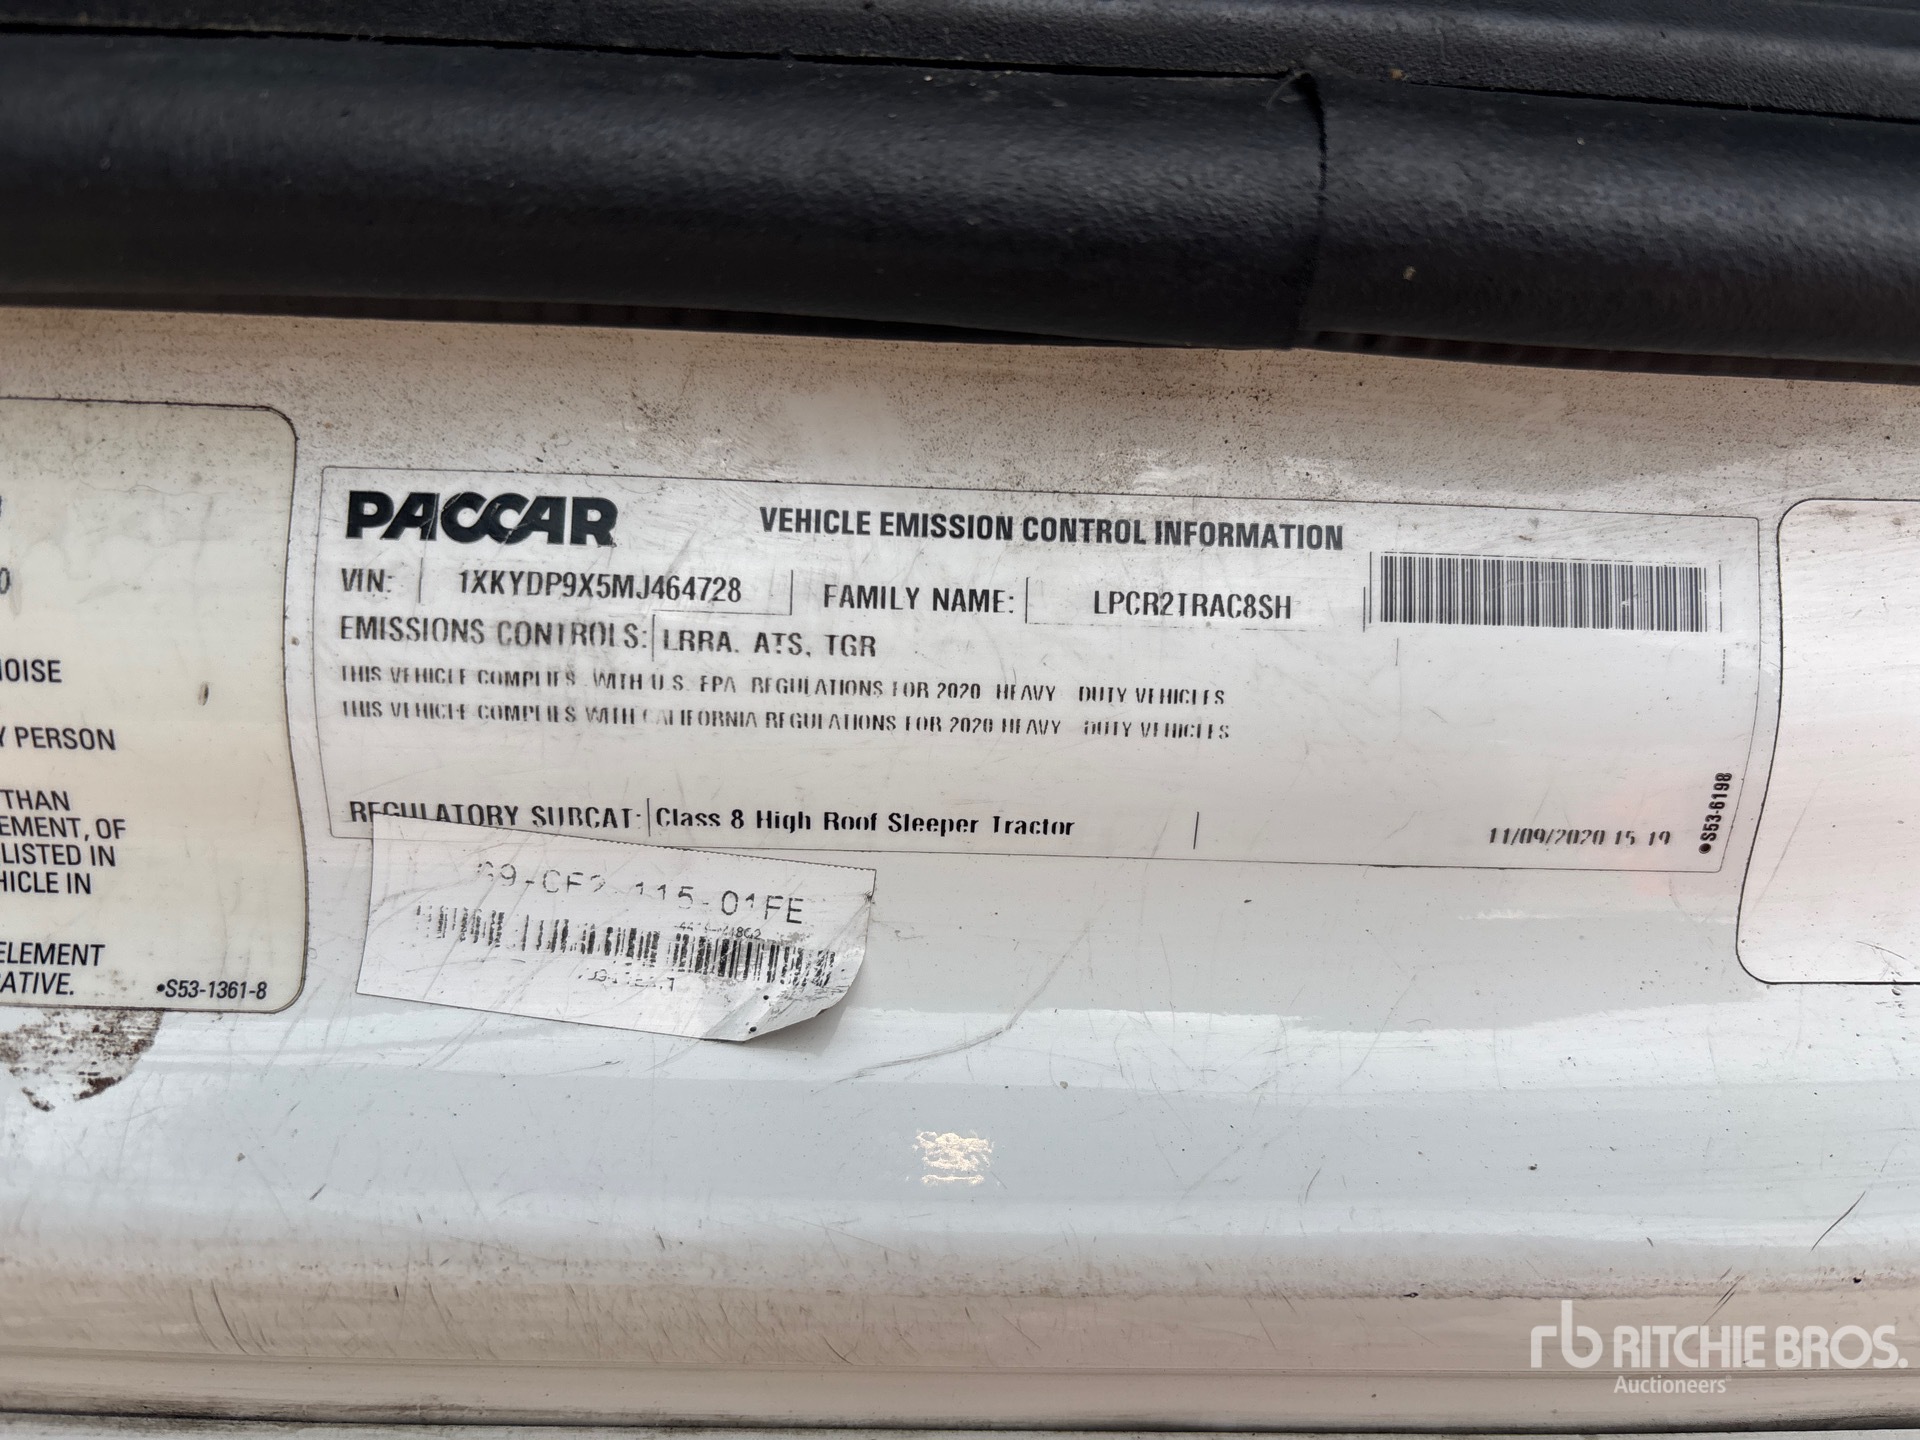 0
NOISE
Y PERSON
THAN
EMENT, OF
LISTED IN
HICLE IN
ELEMENT
ATIVE.
•S53-1361-8
PACCAR
VEHICLE EMISSION CONTROL INFORMATION
VIN: 1XKYDP9X5MJ464728 FAMILY NAME: LPCR2TRAC8SH
EMISSIONS CONTROLS: LRRA, ATS, TGR
THIS VEHICLE COMPLIES WITH U.S. EPA REGULATIONS FOR 2020 HEAVY DUTY VEHICLES
THIS VEHICLE COMPLIES WITH CALIFORNIA REGULATIONS FOR 2020 HEAVY DUTY VEHICLES
REGULATORY SUBCAT: Class 8 High Roof Sleeper Tractor
11/09/2020 15 19
•S53-6198
rb RITCHIE BROS.
Auctioneers